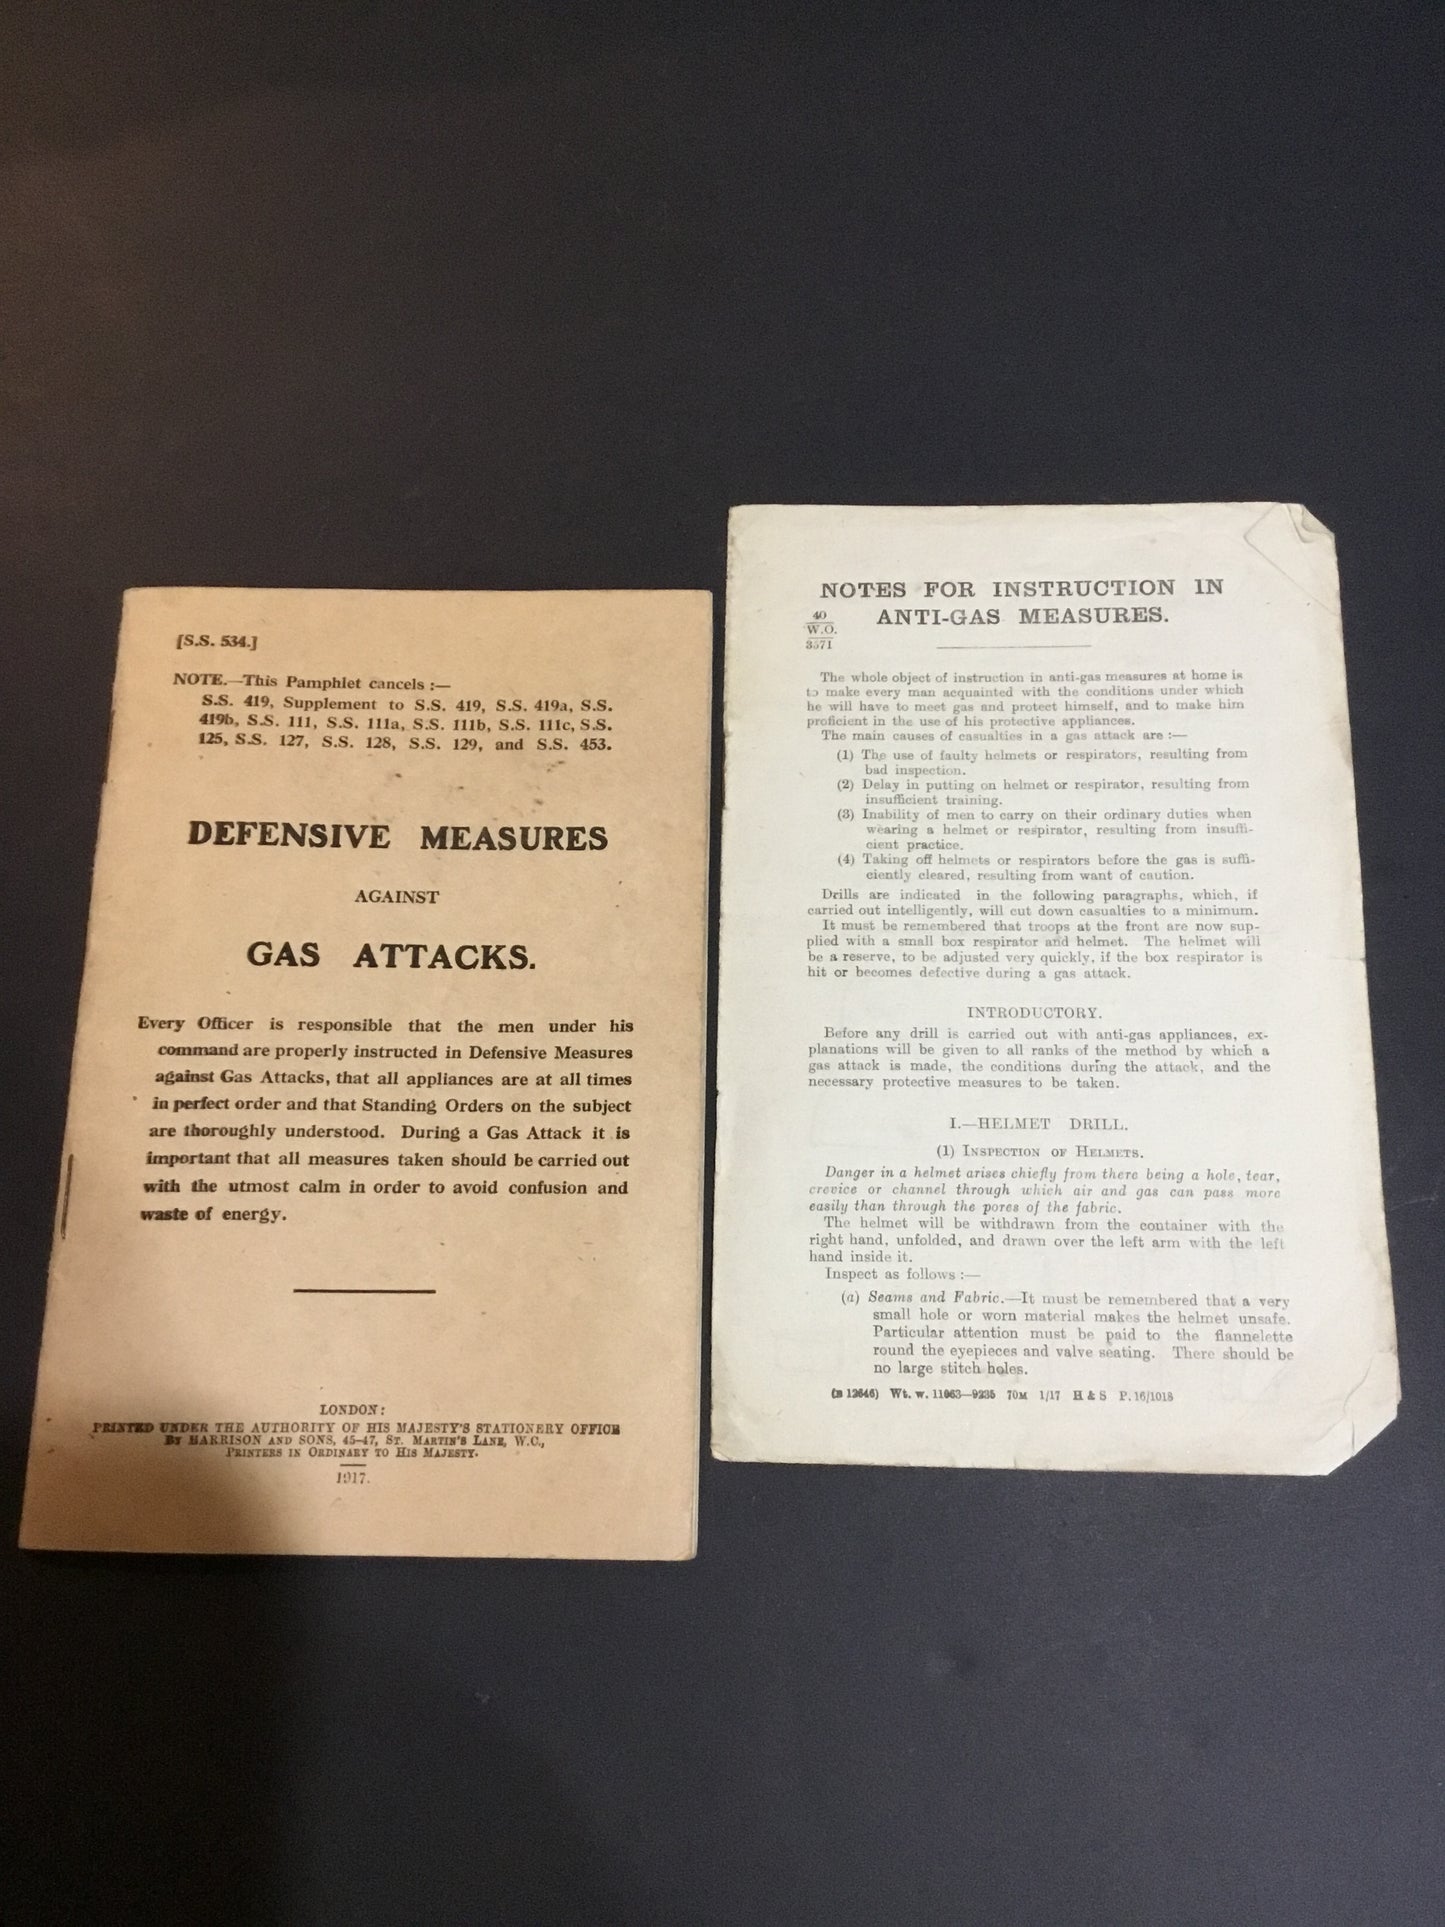 [S.S. 534.]
NOTE.—This Pamphlet cancels :—
S.S. 419, Supplement to S.S. 419, S.S. 419a, S.S.
419b, S.S. 111, S.S. 111a, S.S. 111b, S.S. 111c, S.S.
125, S.S. 127, S.S. 128, S.S. 129, and S.S. 453.
DEFENSIVE MEASURES
AGAINST
GAS ATTACKS.
Every Officer is responsible that the men under his
command are properly instructed in Defensive Measures
against Gas Attacks, that all appliances are at all times
in perfect order and that Standing Orders on the subject
are thoroughly understood. During a Gas Attack it is
important that all measures taken should be carried out
with the utmost calm in order to avoid confusion and
waste of energy.
LONDON:
PRINTED UNDER THE AUTHORITY OF HIS MAJESTY'S STATIONERY OFFICE
By HARRISON AND SONS, 45-47, St. Martin's Lane, W.C.,
Printers in Ordinary to His Majesty.
1917.
NOTES FOR INSTRUCTION IN
ANTI-GAS MEASURES.
40
W.O.
3571
The whole object of instruction in anti-gas measures at home is
to make every man acquainted with the conditions under which
he will have to meet gas and protect himself, and to make him
proficient in the use of his protective appliances.
The main causes of casualties in a gas attack are :—
(1) The use of faulty helmets or respirators, resulting from
bad inspection.
(2) Delay in putting on helmet or respirator, resulting from
insufficient training.
(3) Inability of men to carry on their ordinary duties when
wearing a helmet or respirator, resulting from insuffi-
cient practice.
(4) Taking off helmets or respirators before the gas is suffi-
ciently cleared, resulting from want of caution.
Drills are indicated in the following paragraphs, which, if
carried out intelligently, will cut down casualties to a minimum.
It must be remembered that troops at the front are now sup-
plied with a small box respirator and helmet. The helmet will
be a reserve, to be adjusted very quickly, if the box respirator is
hit or becomes defective during a gas attack.
INTRODUCTORY.
Before any drill is carried out with anti-gas appliances, ex-
planations will be given to all ranks of the method by which a
gas attack is made, the conditions during the attack, and the
necessary protective measures to be taken.
I.—HELMET DRILL.
(1) Inspection of Helmets.
Danger in a helmet arises chiefly from there being a hole, tear,
crevice or channel through which air and gas can pass more
easily than through the pores of the fabric.
The helmet will be withdrawn from the container with the
right hand, unfolded, and drawn over the left arm with the left
hand inside it.
Inspect as follows :—
(a) Seams and Fabric.—It must be remembered that a very
small hole or worn material makes the helmet unsafe.
Particular attention must be paid to the flannelette
round the eyepieces and valve seating. There should be
no large stitch holes.
(B 12646) Wt. w. 11063—9235 70M 1/17 H & S P. 16/1018